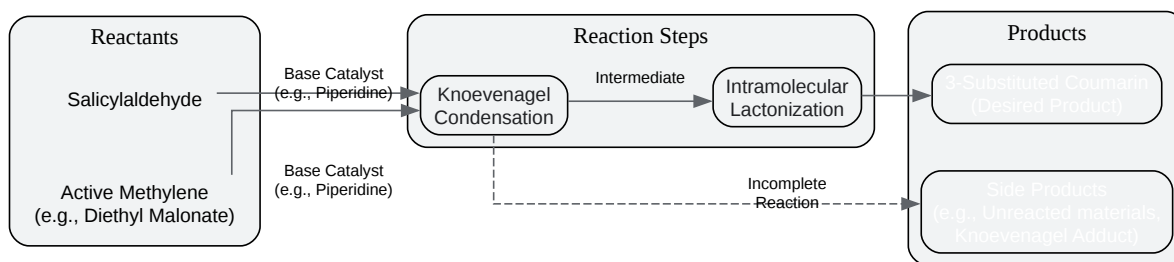 Reactants
Salicylaldehyde
Active Methylene
(e.g., Diethyl Malonate)
Base Catalyst
(e.g., Piperidine)
Base Catalyst
(e.g., Piperidine)
Reaction Steps
Knoevenagel
Condensation
Intermediate
Intramolecular
Lactonization
Incomplete
Reaction
Products
3-Substituted Coumarin
(Desired Product)
Side Products
(e.g., Unreacted materials,
Knoevenagel Adduct)